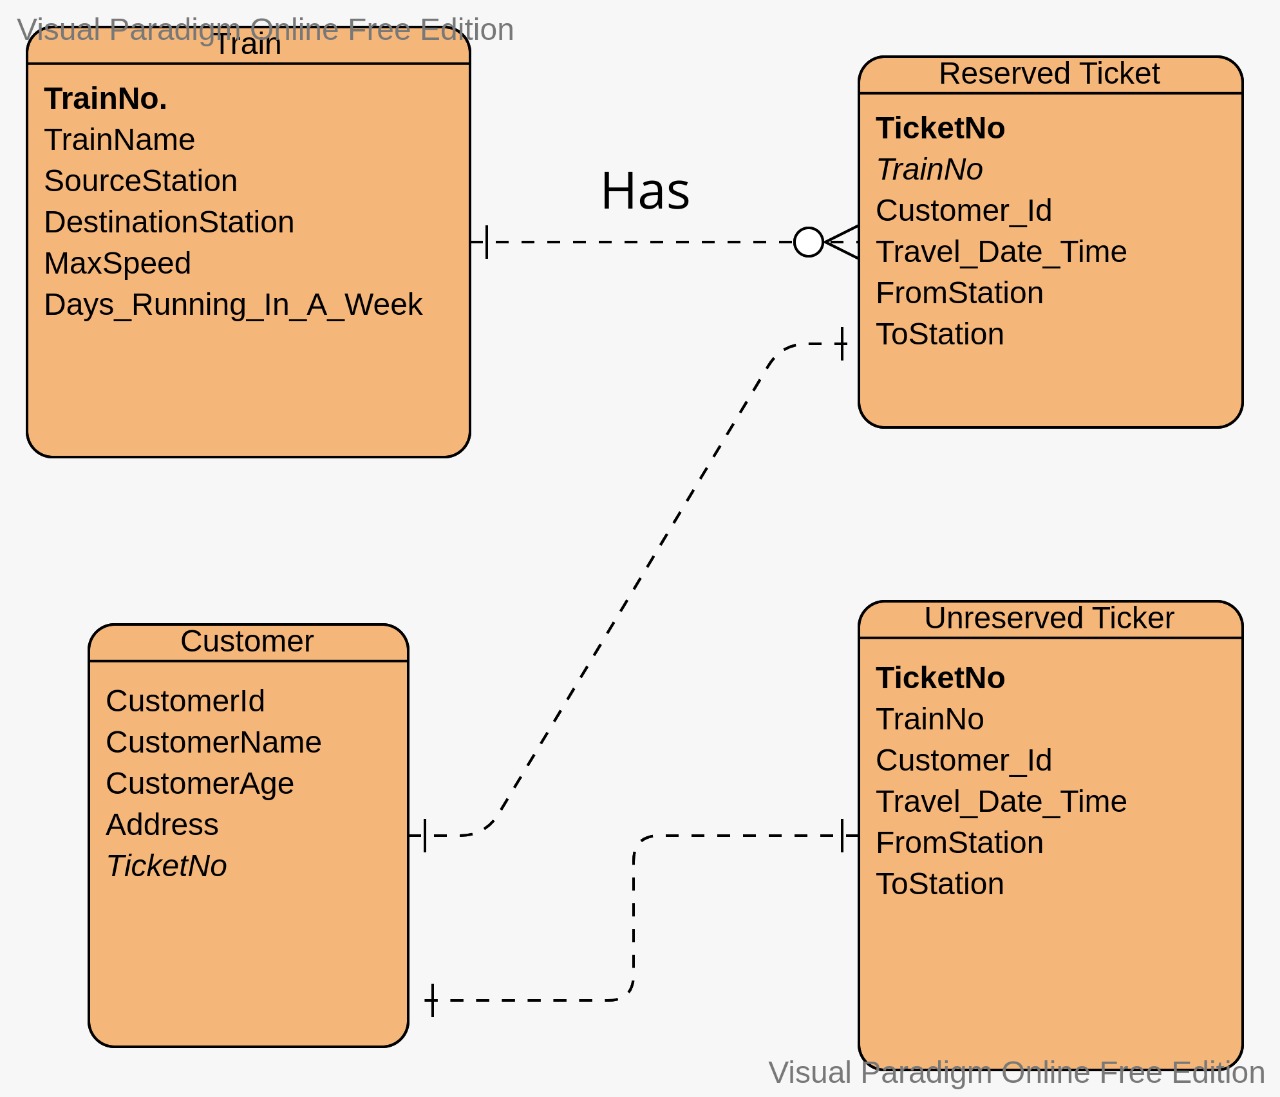 Visual Paradigm Online Free Edition
Train
TrainNo.
TrainName
SourceStation
DestinationStation
MaxSpeed
Days_Running_In_A_Week
Has
Reserved Ticket
TicketNo
TrainNo
Customer_Id
Travel_Date_Time
FromStation
ToStation
Customer
CustomerId
CustomerName
CustomerAge
Address
TicketNo
Unreserved Ticker
TicketNo
TrainNo
Customer_Id
Travel_Date_Time
FromStation
ToStation
Visual Paradigm Online Free Edition